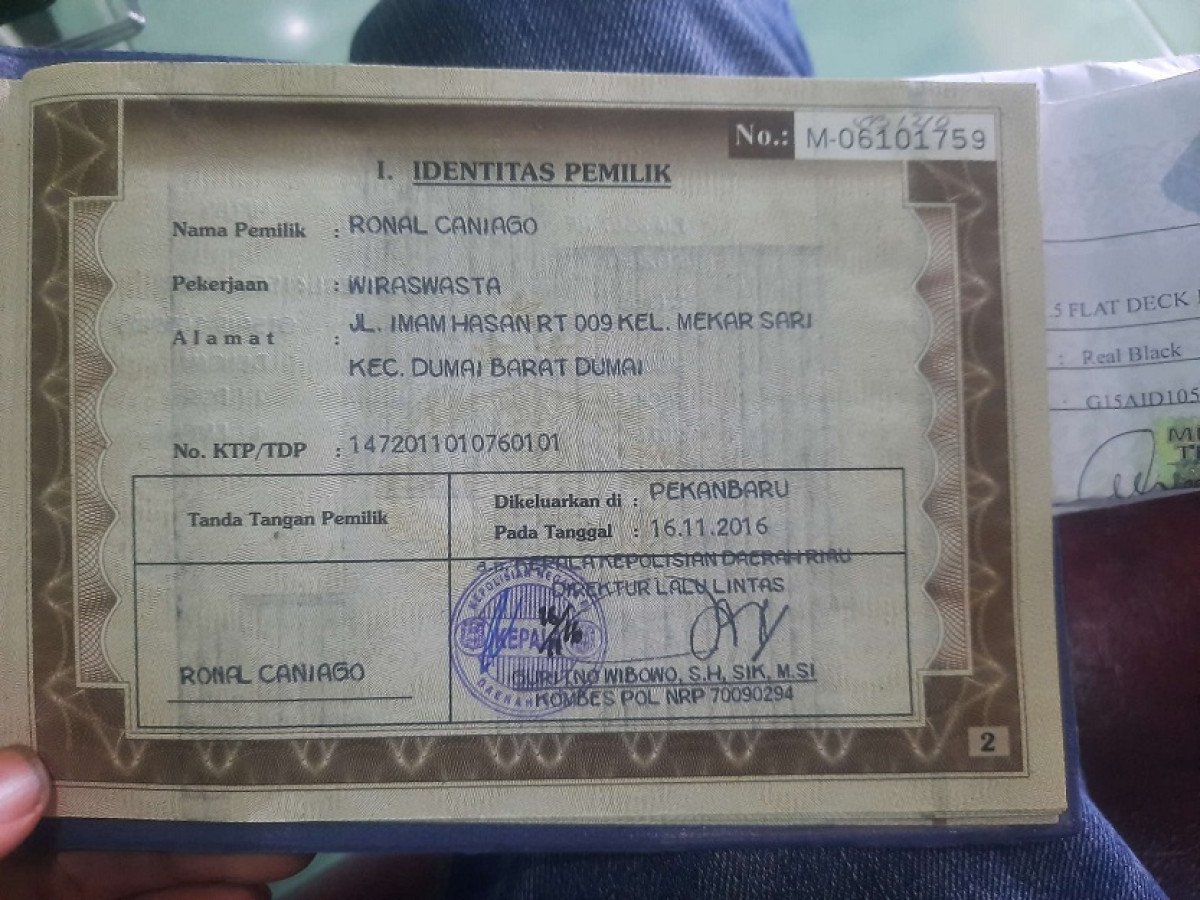 No.: M-06101759
I. IDENTITAS PEMILIK
Nama Pemilik : RONAL CANIAGO
Pekerjaan : WIRASWASTA
Alamat : JL. IMAM HASAN RT 009 KEL. MEKAR SARI
KEC. DUMAI BARAT DUMAI
No. KTP/TDP : 1472011010760101
Tanda Tangan Pemilik
Dikeluarkan di : PEKANBARU
Pada Tanggal : 16.11.2016
KEPALA KEPOLISIAN DAERAH RIAU
DIREKTUR LALU LINTAS
RONAL CANIAGO
WIBOWO, S.H, SIK, M.SI
KOMBES POL NRP 70090294
2
.5 FLAT DECK
: Real Black
: G15AID105